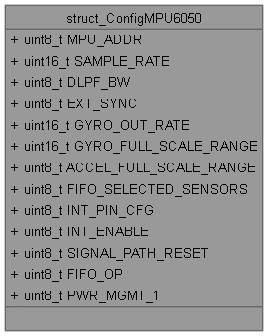 struct_ConfigMPU6050
+ uint8_t MPU_ADDR
+ uint16_t SAMPLE_RATE
+ uint8_t DLPF_BW
+ uint8_t EXT_SYNC
+ uint16_t GYRO_OUT_RATE
+ uint16_t GYRO_FULL_SCALE_RANGE
+ uint8_t ACCEL_FULL_SCALE_RANGE
+ uint8_t FIFO_SELECTED_SENSORS
+ uint8_t INT_PIN_CFG
+ uint8_t INT_ENABLE
+ uint8_t SIGNAL_PATH_RESET
+ uint8_t FIFO_OP
+ uint8_t PWR_MGMT_1